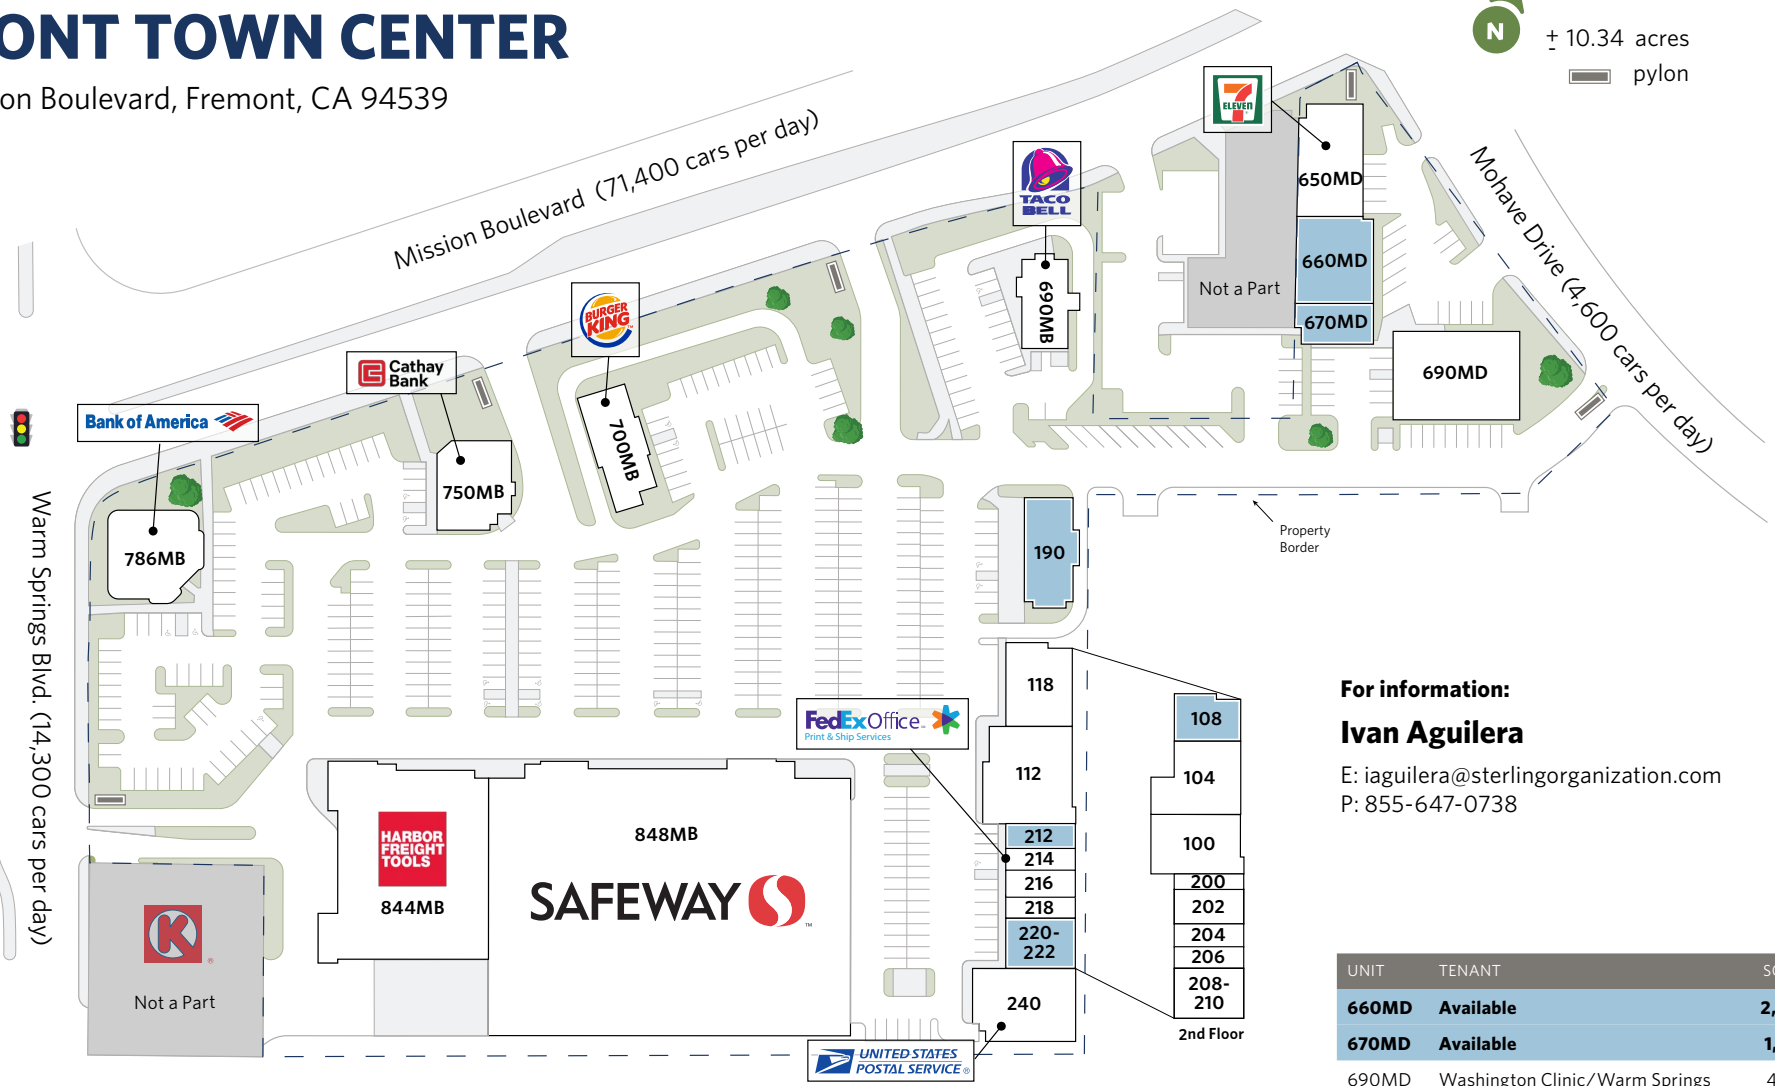 ONT TOWN CENTER
on Boulevard, Fremont, CA 94539
N
± 10.34 acres
pylon
Mission Boulevard (71,400 cars per day)
Mohave Drive (4,600 cars per day)
Warm Springs Blvd. (14,300 cars per day)
7
ELEVEN
650MD
660MD
670MD
Not a Part
690MD
TACO
BELL
690MB
BURGER
KING
700MB
Cathay
Bank
750MB
Bank of America
786MB
Property
Border
190
118
112
212
214
216
218
220-
222
240
FedEx Office
Print & Ship Services
108
104
100
200
202
204
206
208-
210
2nd Floor
HARBOR
FREIGHT
TOOLS
844MB
848MB
SAFEWAY
K
Not a Part
UNITED STATES
POSTAL SERVICE®
For information:
Ivan Aguilera
E: iaguilera@sterlingorganization.com
P: 855-647-0738
UNIT TENANT
660MD Available 2,
670MD Available 1,
690MD Washington Clinic/Warm Springs 4